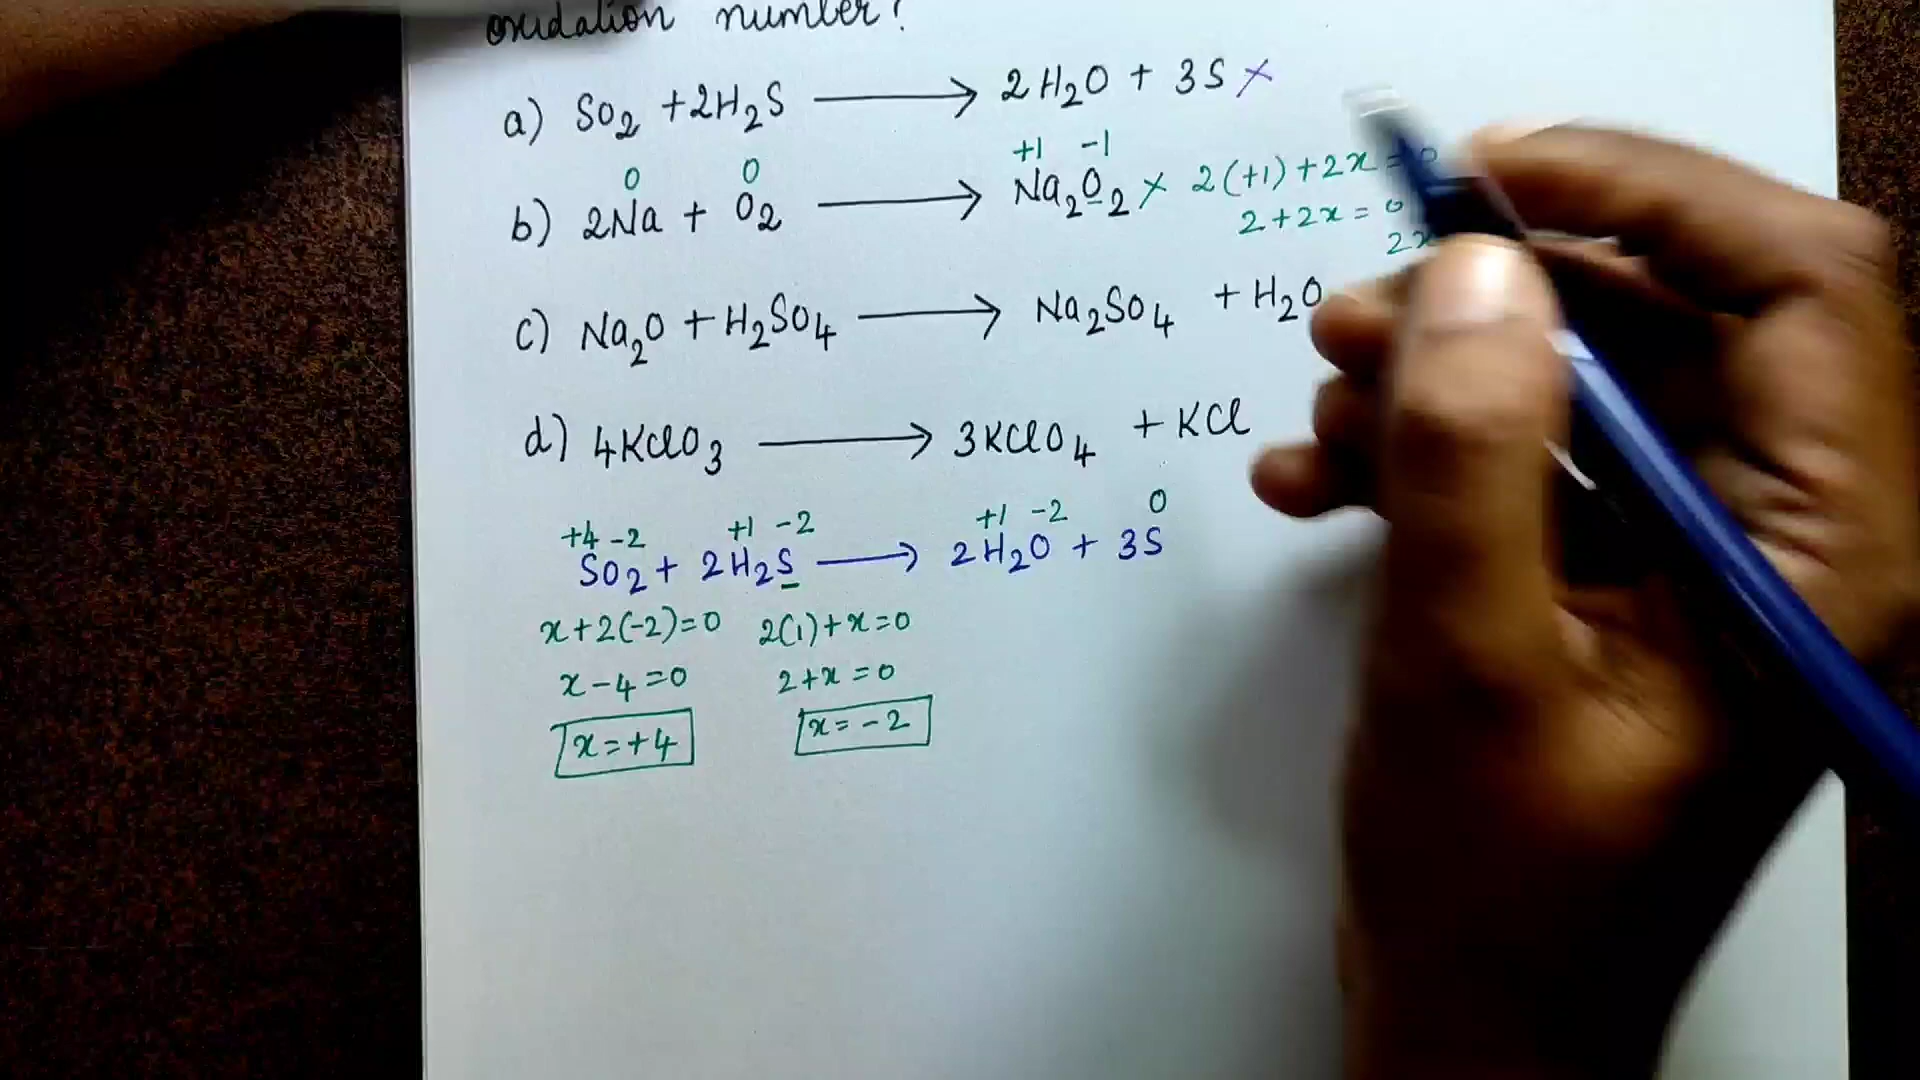 oxidation number?
a) SO2 + 2H2S ⟶ 2H2O + 3S ×
0 0 +1 -1
b) 2Na + O2 ⟶ Na2O2 × 2(+1)+2x=0
2+2x=0
2x
c) Na2O + H2SO4 ⟶ Na2SO4 + H2O
d) 4KClO3 ⟶ 3KClO4 + KCl
+4 -2 +1 -2 +1 -2 0
SO2 + 2H2S ⟶ 2H2O + 3S
x+2(-2)=0 2(1)+x=0
x-4=0 2+x=0
x=+4 x=-2